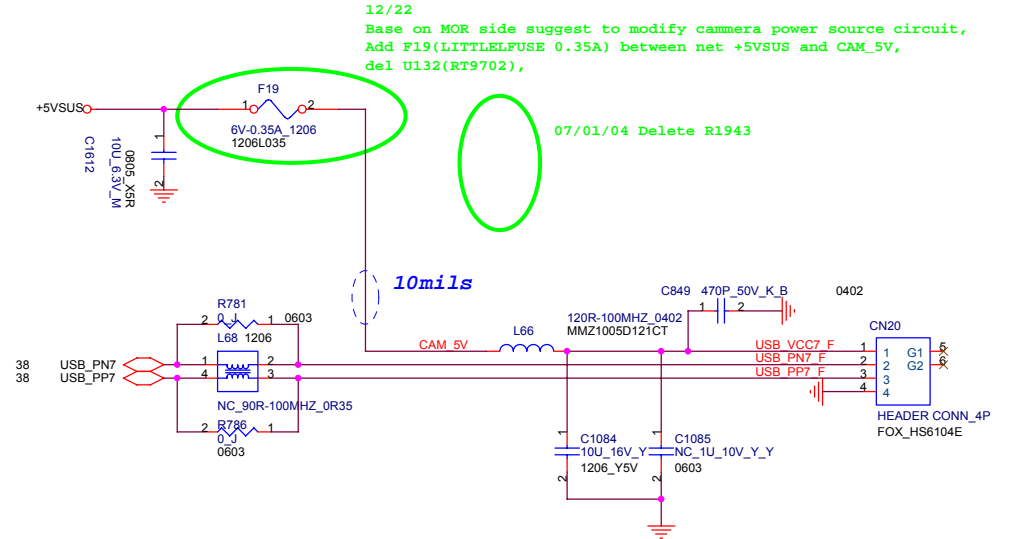 12/22
Base on MOR side suggest to modify cammera power source circuit,
Add F19(LITTLELFUSE 0.35A) between net +5VSUS and CAM_5V,
del U132(RT9702),
F19
+5VSUS
1
2
6V-0.35A_1206
1206L035
07/01/04 Delete R1943
1
2
C1612
10U_6.3V_M
0805_X5R
10mils
C849 470P_50V_K_B
0402
1
2
R781
0_J
0603
2
1
L68 1206
120R-100MHZ_0402
MMZ1005D121CT
L66
CN20
CAM_5V
USB_VCC7_F
1
38 USB_PN7
1
2
USB_PN7_F
2
38 USB_PP7
4
3
USB_PP7_F
3
4
1
2
3
4
G1
G2
5
6
NC_90R-100MHZ_0R35
HEADER CONN_4P
FOX_HS6104E
2
1
R786
0_J
0603
1
2
C1084
10U_16V_Y
1206_Y5V
1
2
C1085
NC_1U_10V_Y_Y
0603